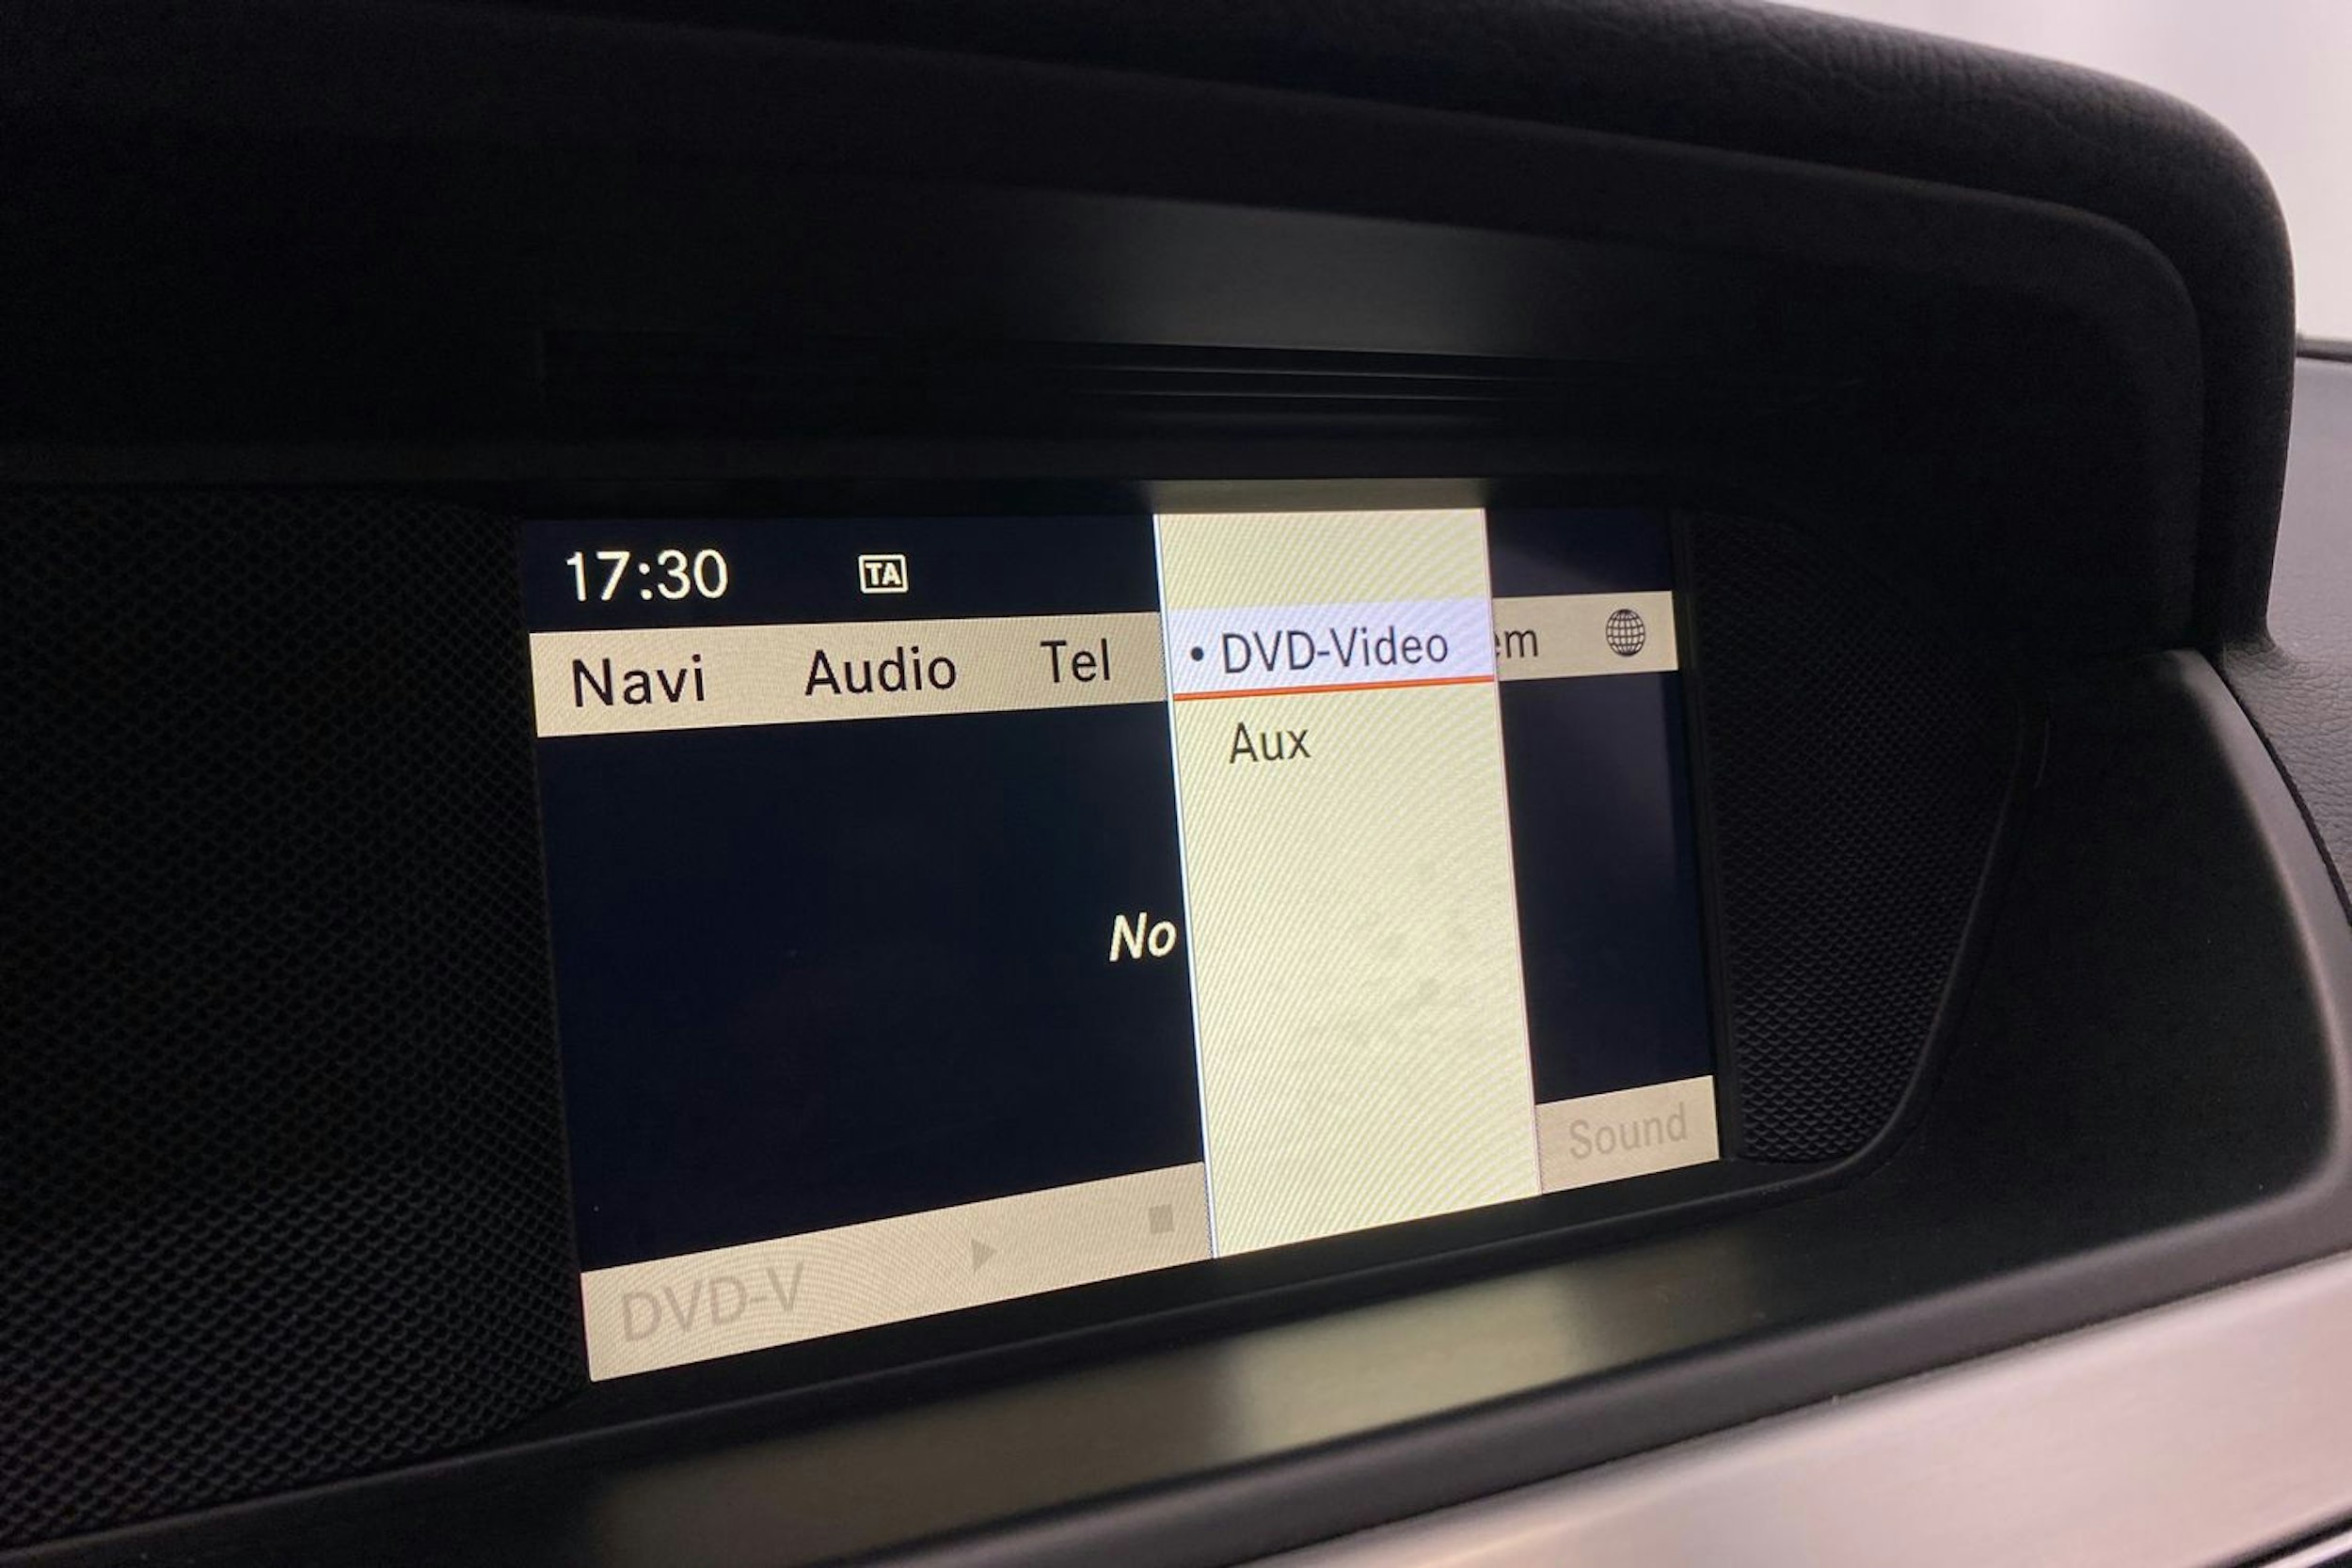 17:30 TA
Navi Audio Tel • DVD-Video em
Aux
No
DVD-V Sound